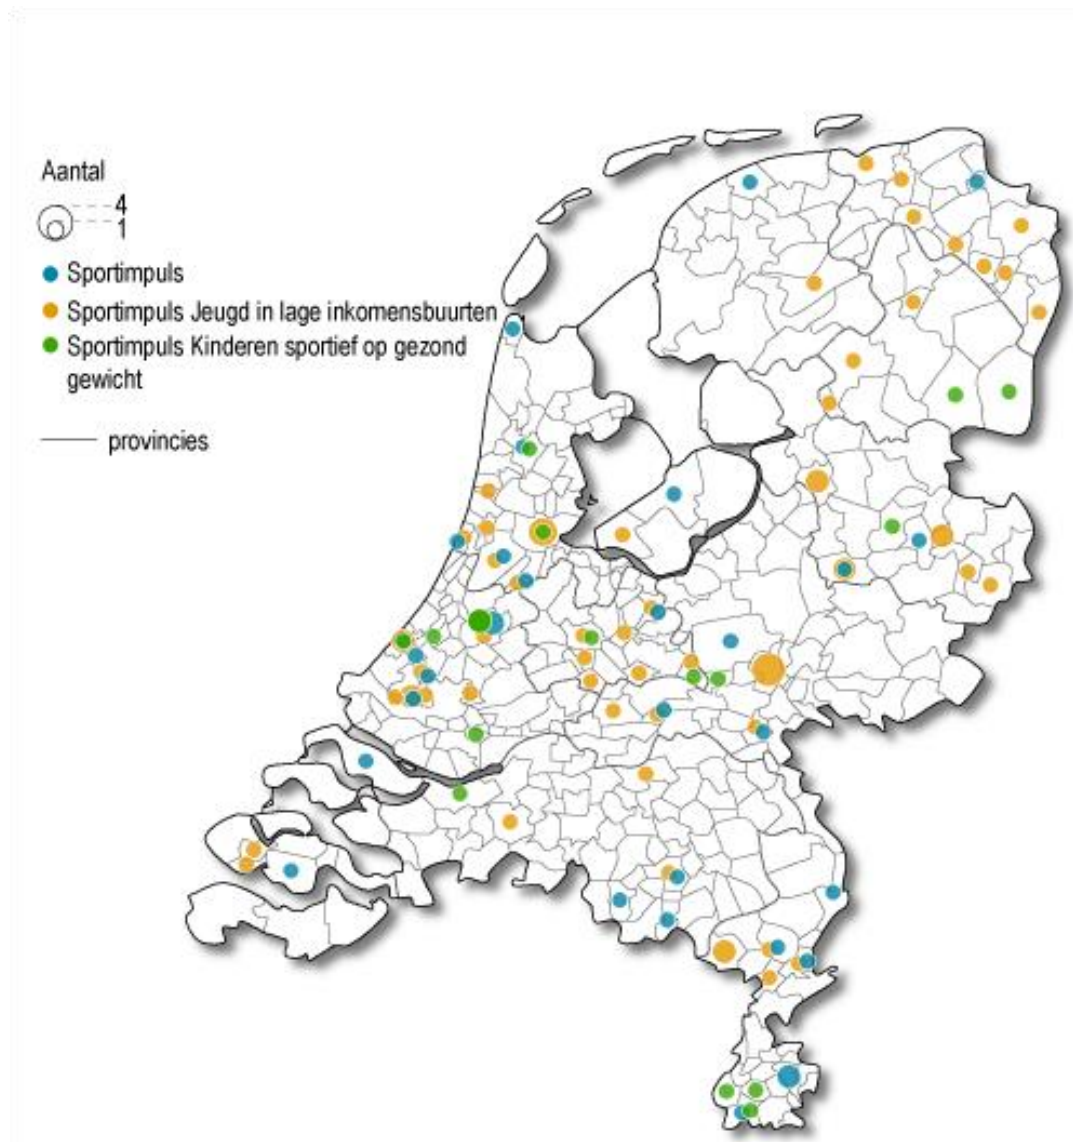 Aantal
4
1
Sportimpuls
Sportimpuls Jeugd in lage inkomensbuurten
Sportimpuls Kinderen sportief op gezond
gewicht
provincies